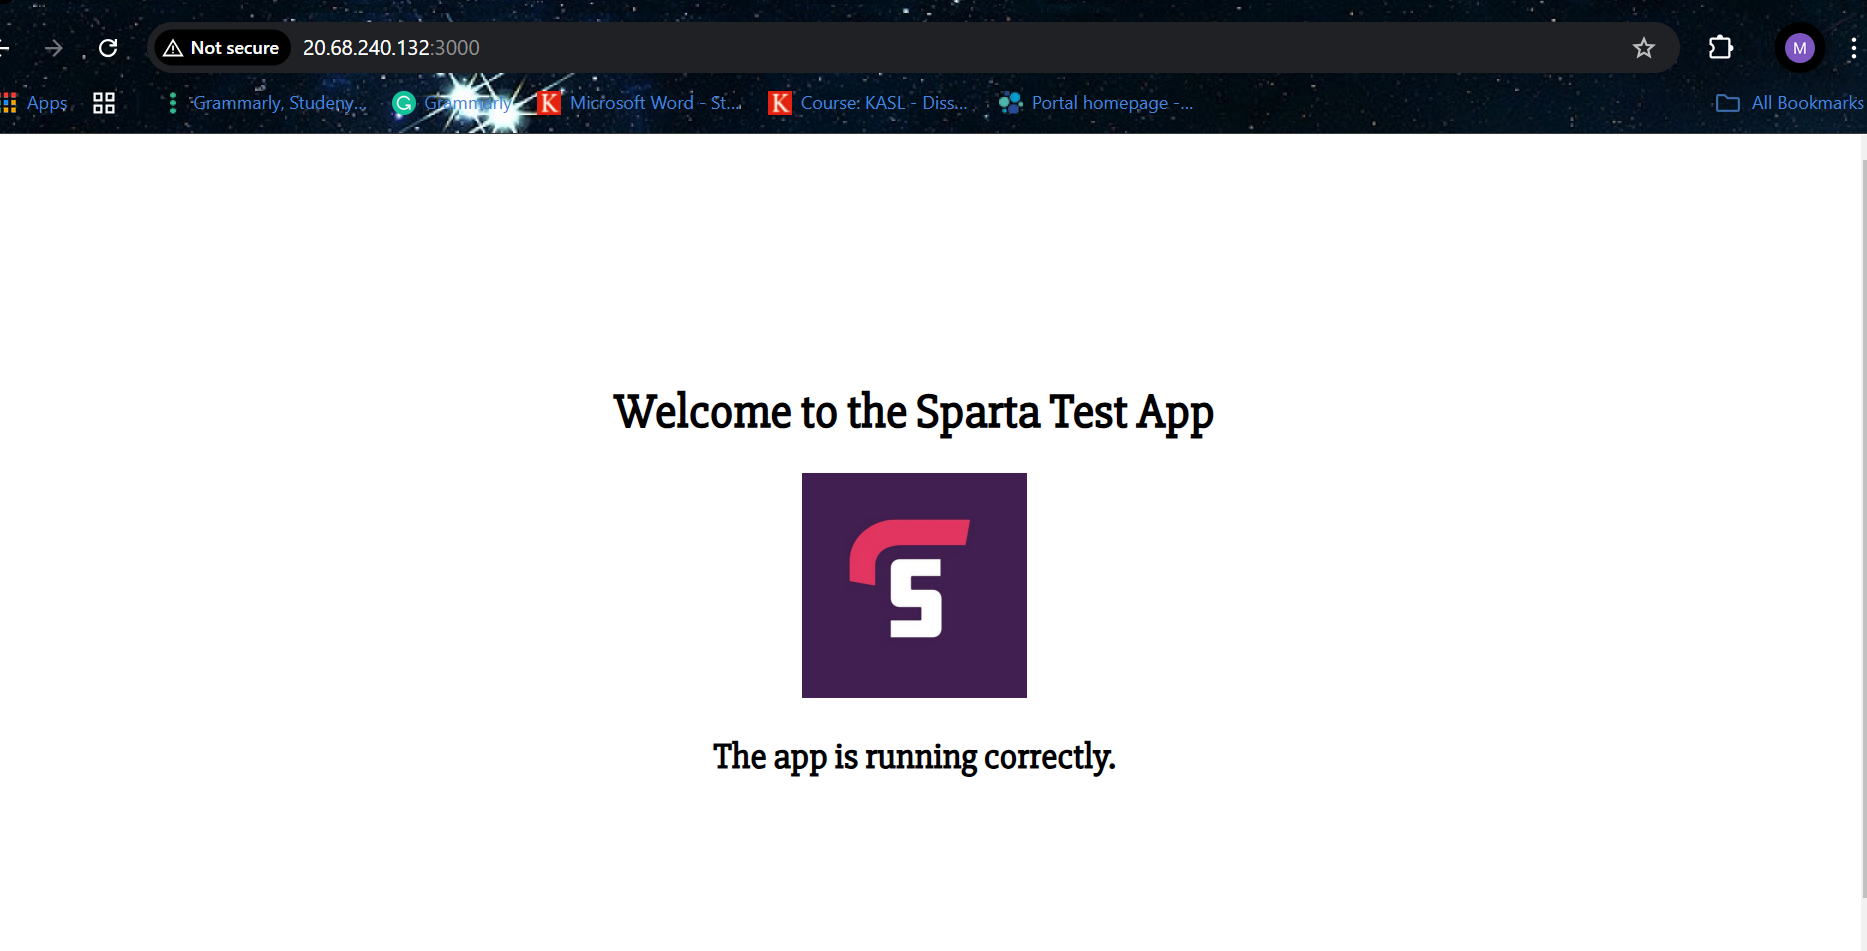 Not secure 20.68.240.132:3000 M
Apps Grammarly, Studeny... G Grammarly K Microsoft Word - St... K Course: KASL - Diss... Portal homepage -... All Bookmarks
Welcome to the Sparta Test App
S
The app is running correctly.